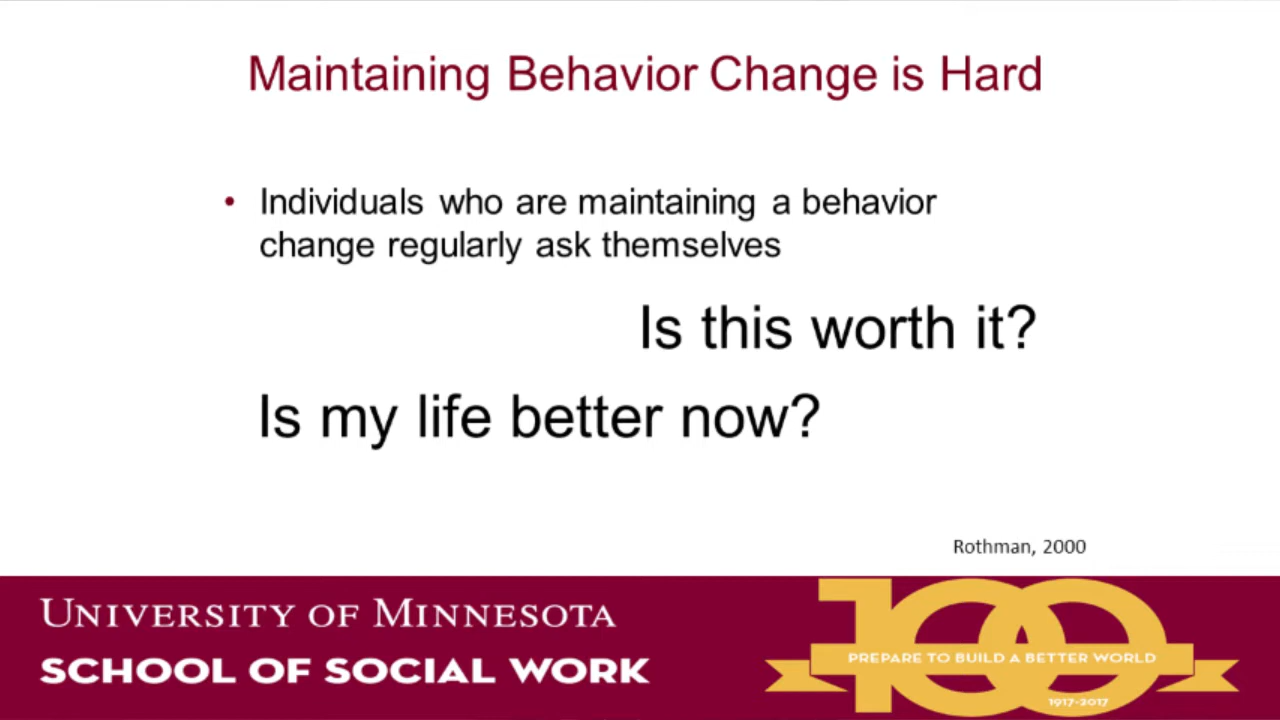 Maintaining Behavior Change is Hard
• Individuals who are maintaining a behavior
change regularly ask themselves
Is this worth it?
Is my life better now?
Rothman, 2000
UNIVERSITY OF MINNESOTA
SCHOOL OF SOCIAL WORK
100
PREPARE TO BUILD A BETTER WORLD
1917-2017